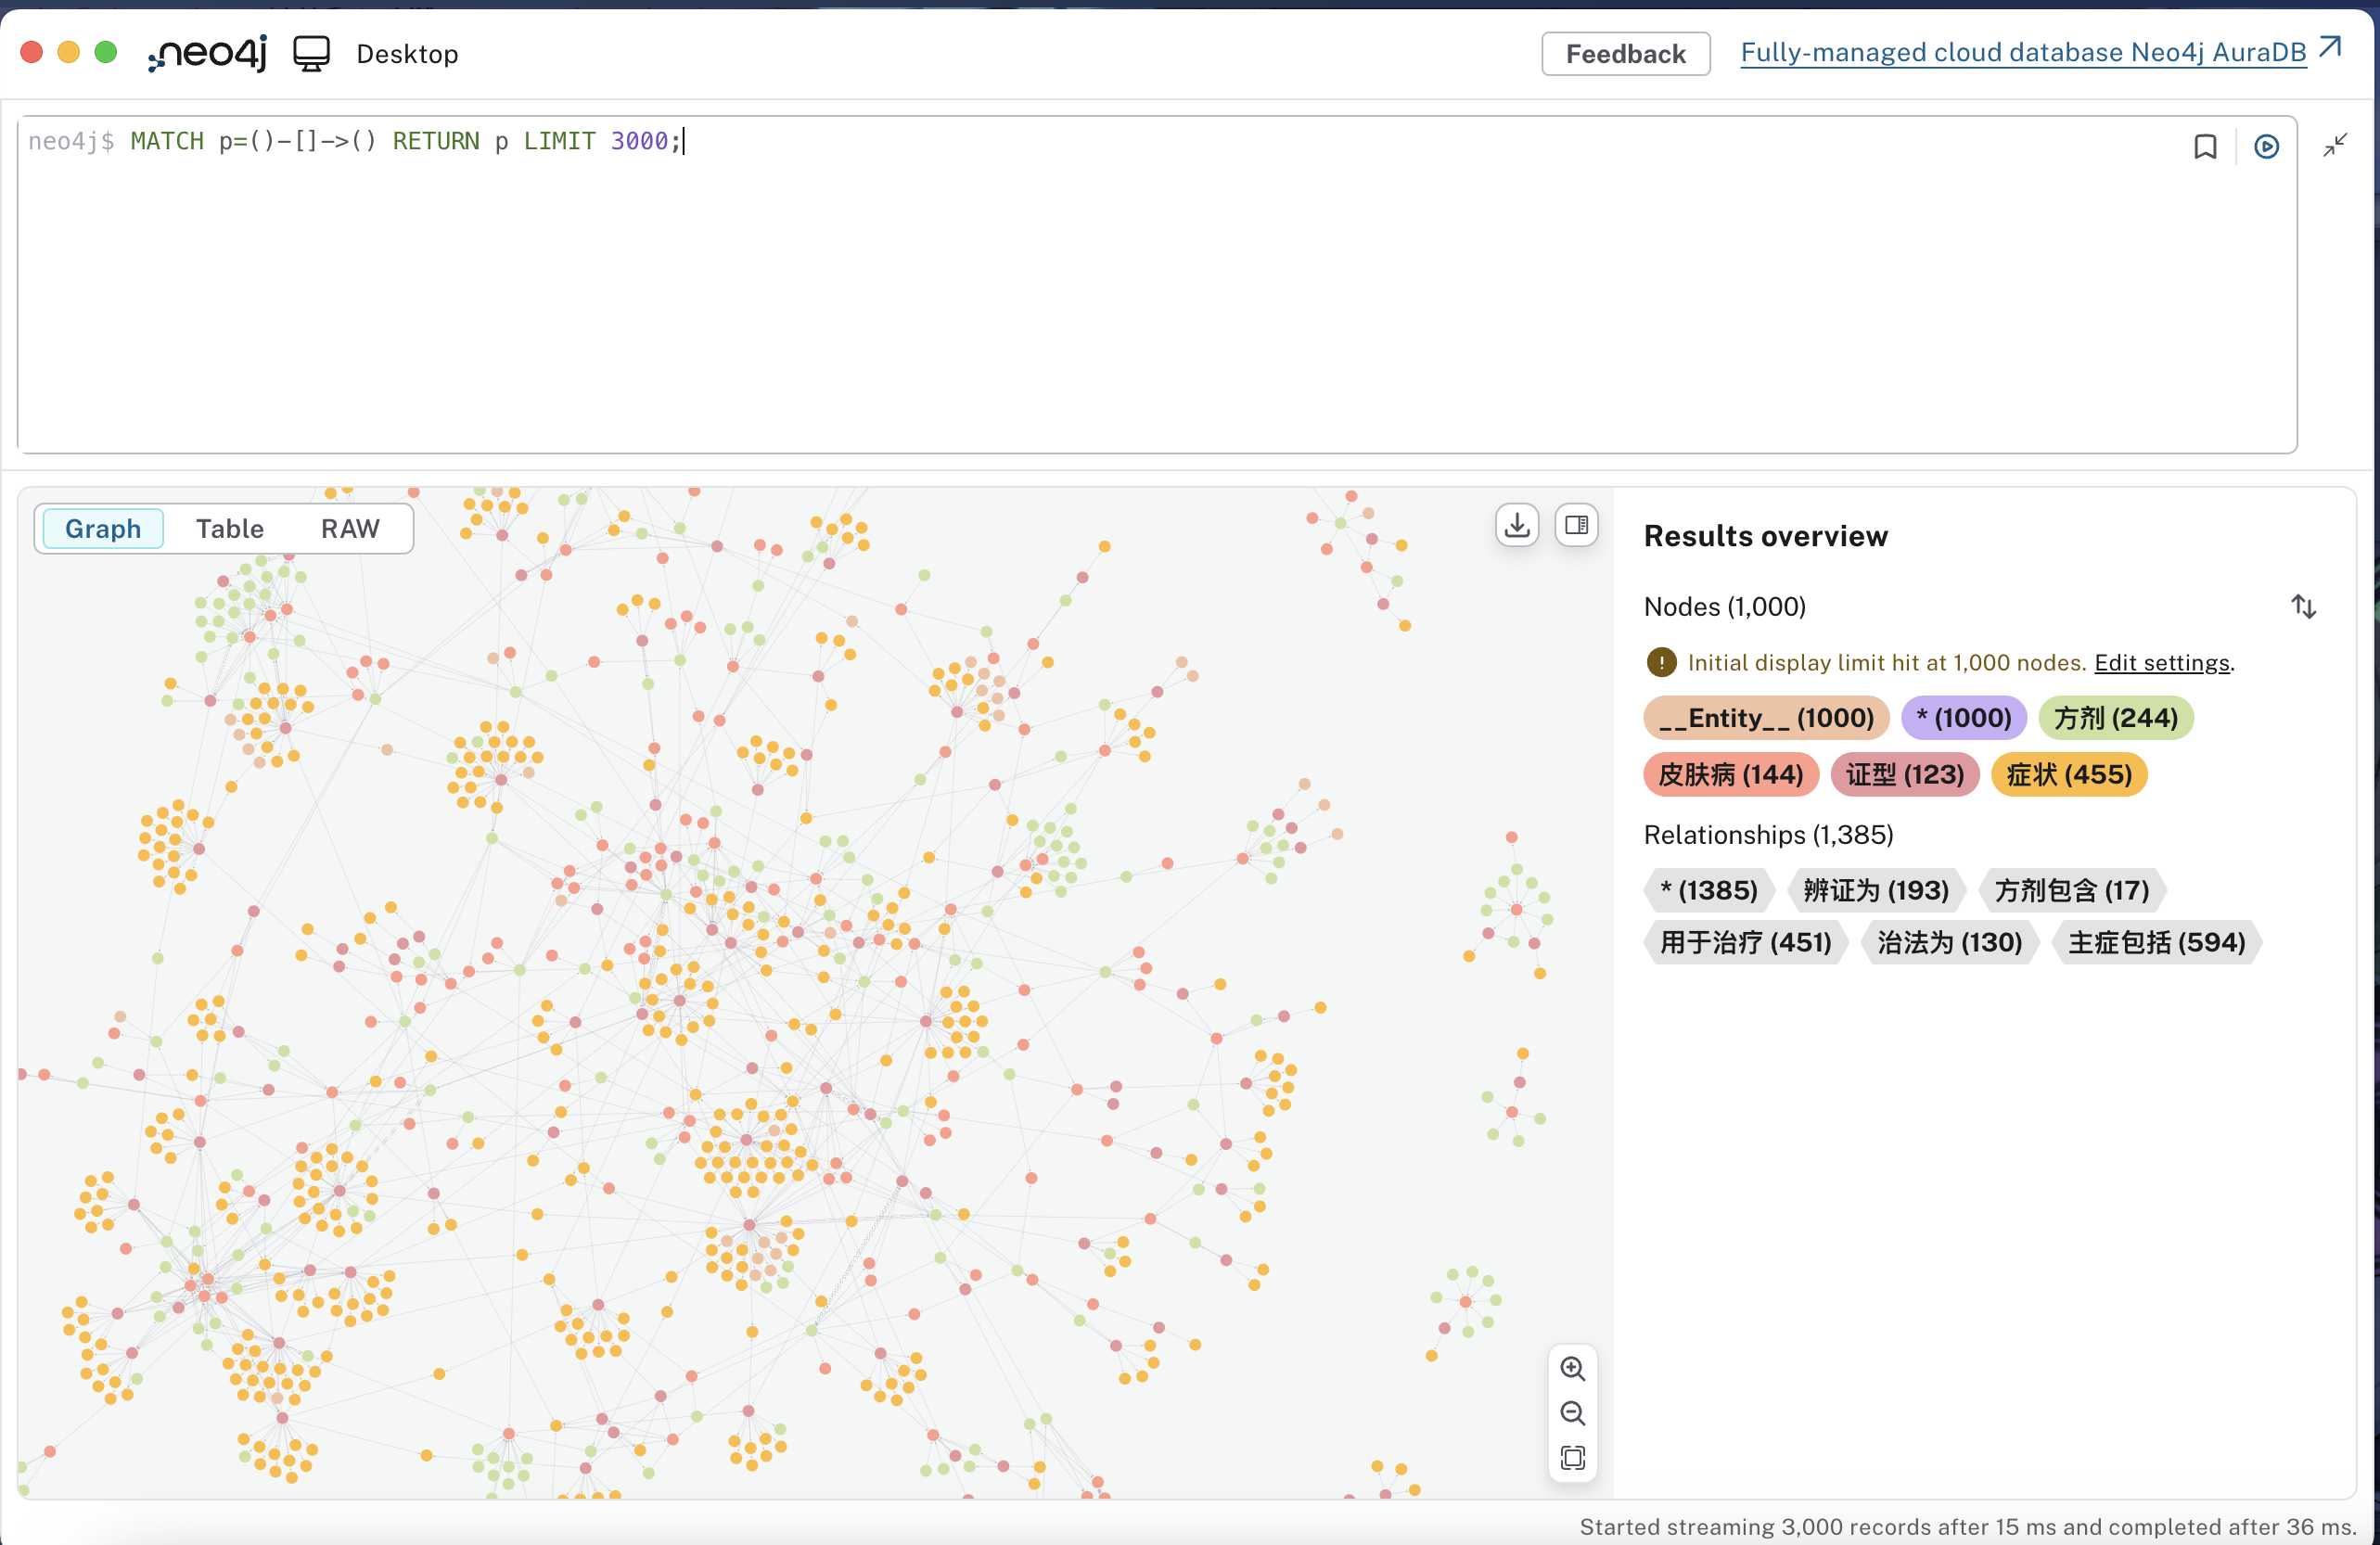 neo4j Desktop Feedback Fully-managed cloud database Neo4j AuraDB
neo4j$ MATCH p=()-[]->() RETURN p LIMIT 3000;
Graph Table RAW
Results overview
Nodes (1,000)
! Initial display limit hit at 1,000 nodes. Edit settings.
__Entity__ (1000) * (1000) 方剂 (244)
皮肤病 (144) 证型 (123) 症状 (455)
Relationships (1,385)
* (1385) 辨证为 (193) 方剂包含 (17)
用于治疗 (451) 治法为 (130) 主症包括 (594)
Started streaming 3,000 records after 15 ms and completed after 36 ms.